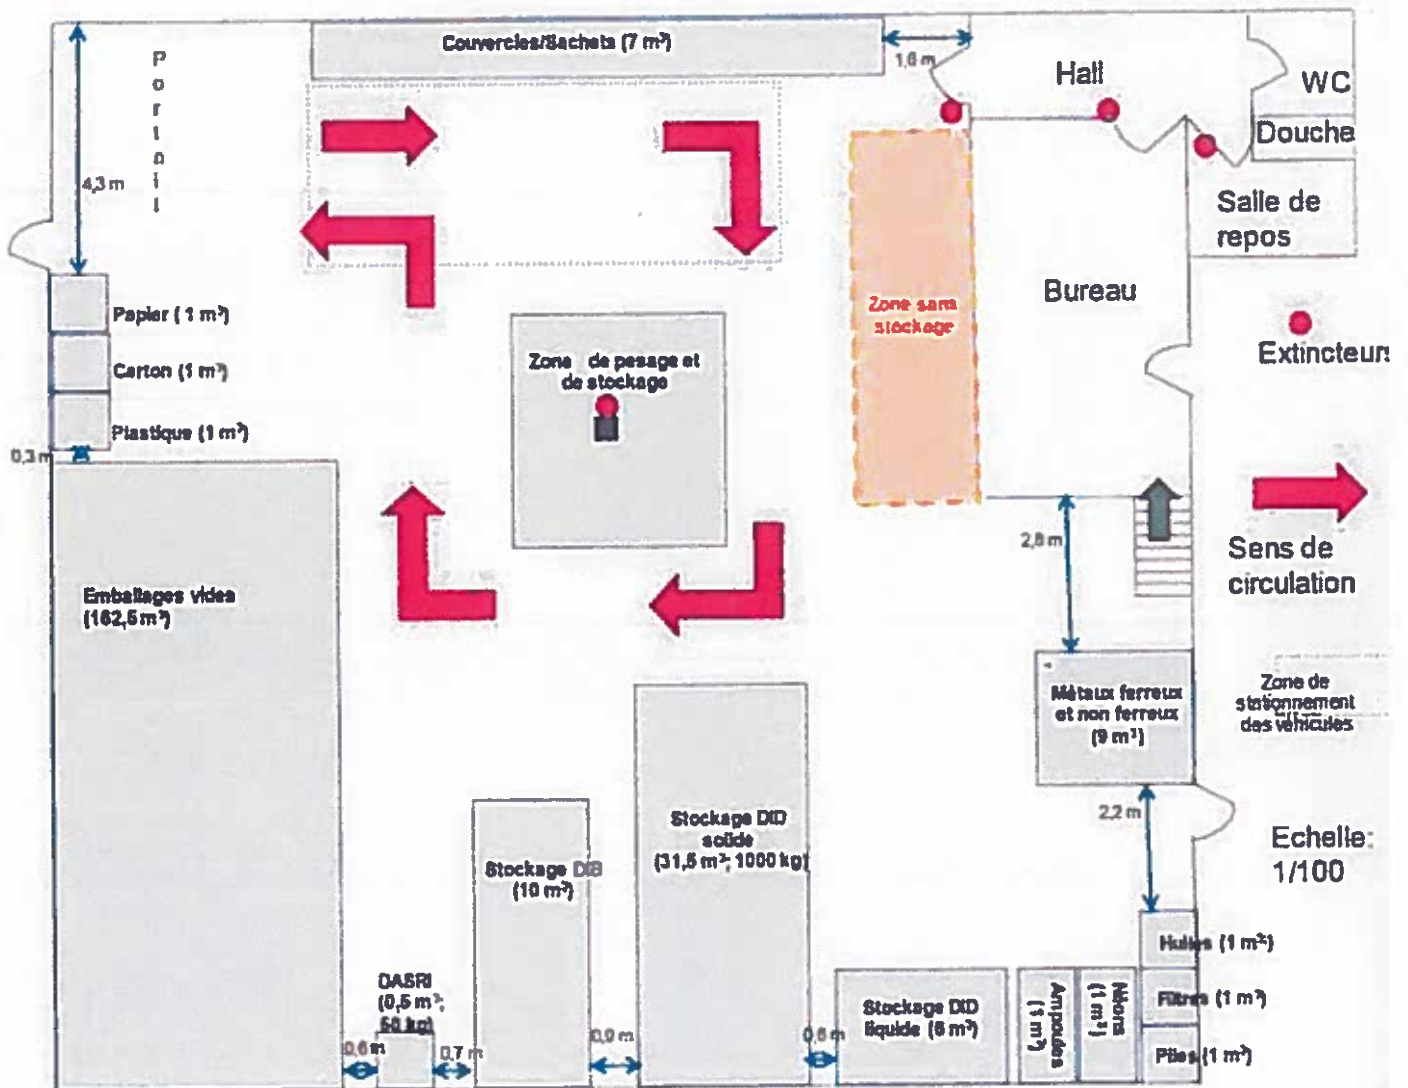 Couvercles/Sachets (7 m³)
1,6 m
Hall
WC
Douche
Salle de
repos
Portail
4,3 m
Papier ( 1 m³)
Carton (1 m³)
Plastique (1 m³)
0,3 m
Zone de pesage et
de stockage
Zone sans
stockage
Bureau
Extincteurs
Sens de
circulation
2,8 m
Emballages vides
(162,5 m³)
Métaux ferreux
et non ferreux
(9 m³)
Zone de
stationnement
des véhicules
2,2 m
Echelle:
1/100
Stockage DID
solide
(31,5 m³; 1000 kg)
Stockage DIB
(10 m³)
DASRI
(0,5 m³;
50 kg)
0,6 m
0,7 m
0,9 m
0,6 m
Stockage DID
liquide (6 m³)
Ampoules
(1 m³)
Néons
(1 m³)
Huiles (1 m³)
Filtres (1 m³)
Piles (1 m³)